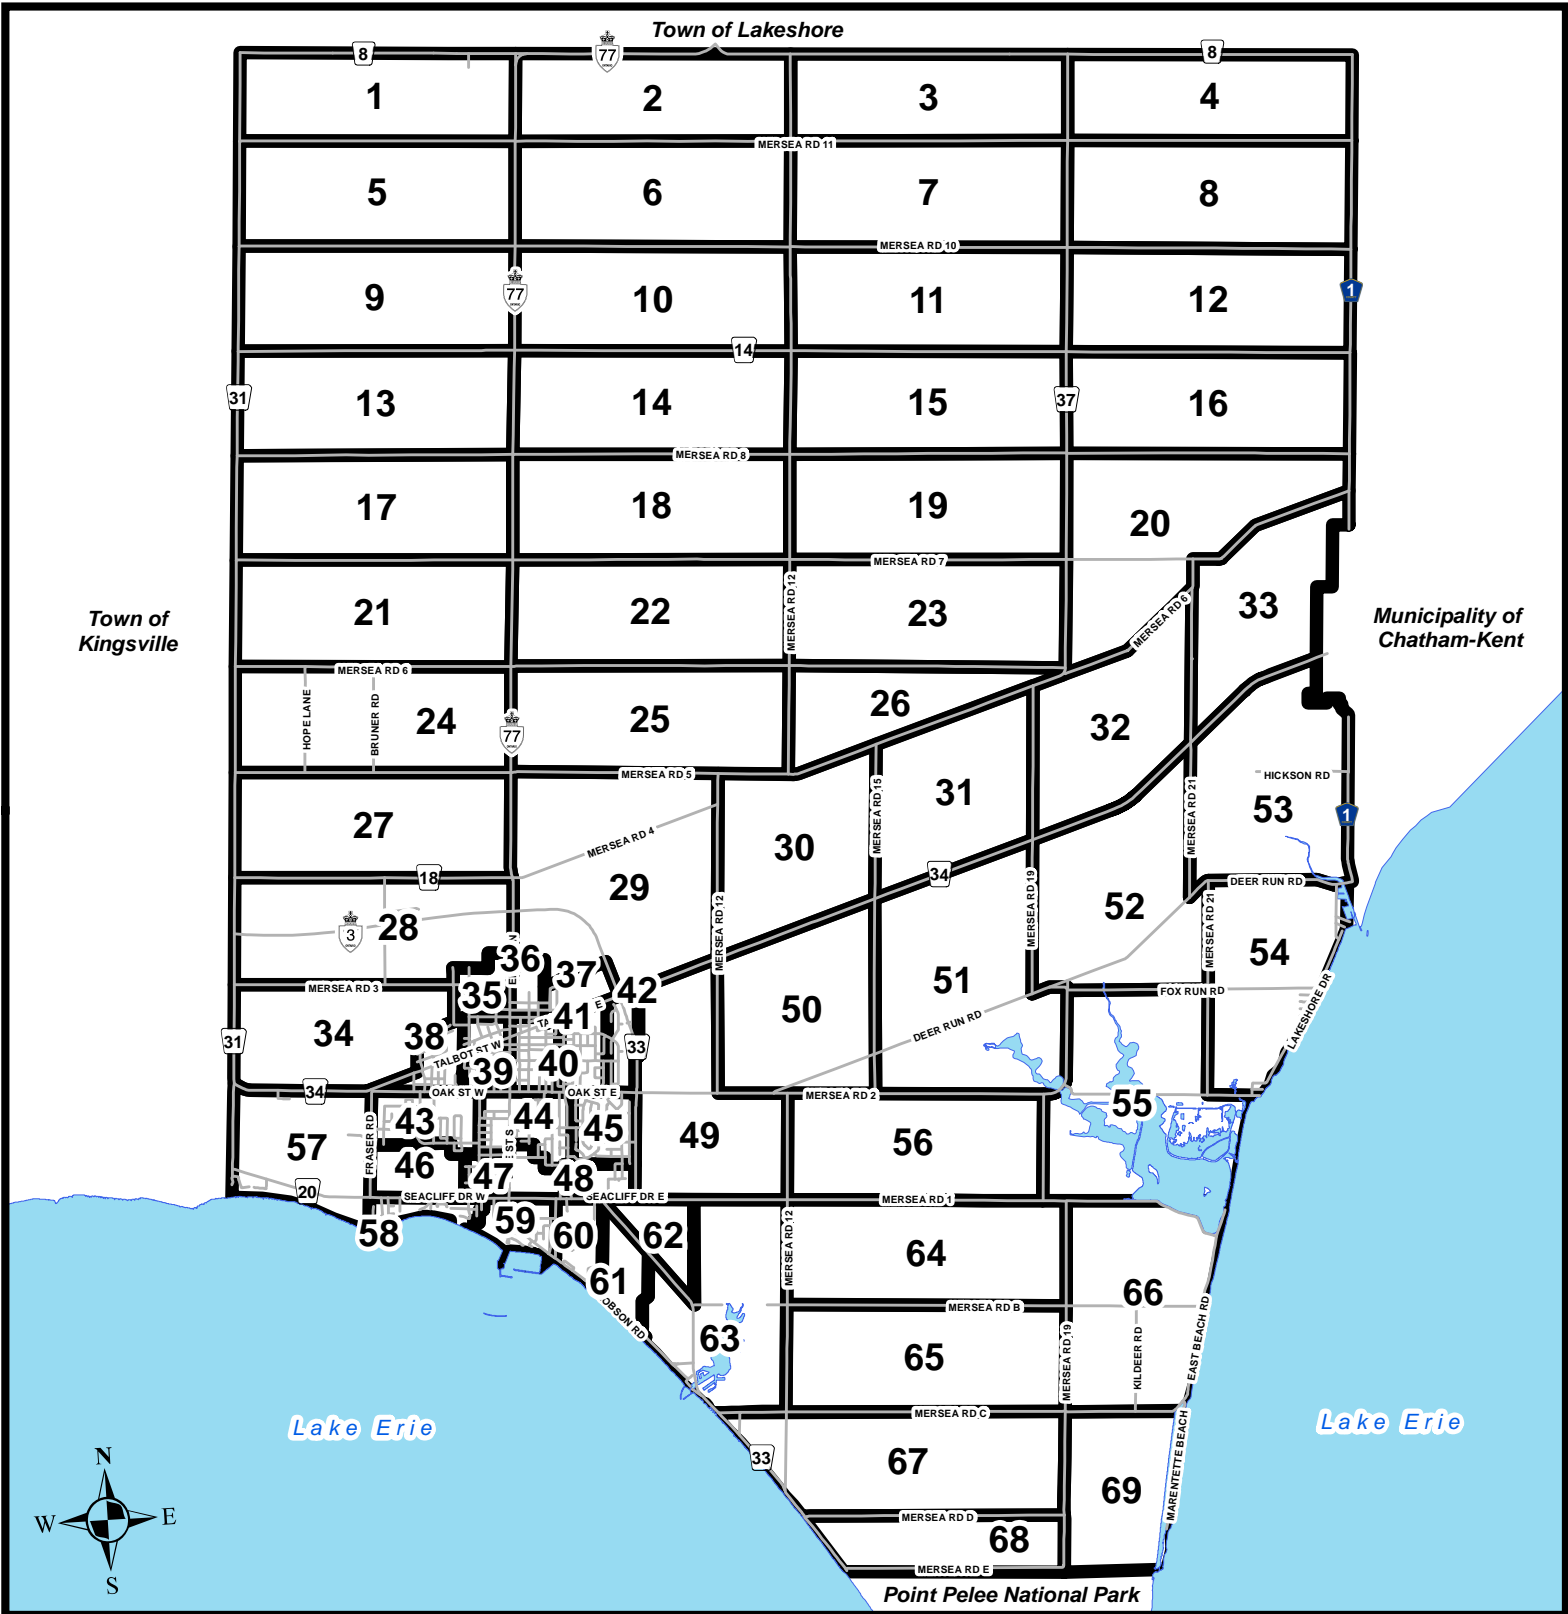 Town of Lakeshore
8
77
ONTARIO
8
1
2
3
4
MERSEA RD 11
5
6
7
8
MERSEA RD 10
9
77
ONTARIO
10
11
12
1
14
31
13
14
15
37
16
MERSEA RD 8
17
18
19
20
MERSEA RD 7
Town of
Kingsville
21
22
MERSEA RD 12
23
MERSEA RD 6
33
Municipality of
Chatham-Kent
MERSEA RD 6
HOPE LANE
BRUNER RD
24
77
ONTARIO
25
26
32
MERSEA RD 5
MERSEA RD 15
31
MERSEA RD 21
HICKSON RD
53
1
27
MERSEA RD 4
30
18
29
34
MERSEA RD 19
DEER RUN RD
3
ONTARIO
28
MERSEA RD 12
52
MERSEA RD 21
54
36
37
42
MERSEA RD 3
35
51
FOX RUN RD
LAKESHORE DR
34
38
41
50
DEER RUN RD
31
TALBOT ST W
39
40
33
34
OAK ST W
OAK ST E
MERSEA RD 2
55
57
FRASER RD
43
44
ST S
45
49
56
46
47
48
20
SEACLIFF DR W
SEACLIFF DR E
MERSEA RD 1
58
59
60
62
MERSEA RD 12
64
61
OBSON RD
66
MERSEA RD B
63
65
MERSEA RD 19
KILDEER RD
EAST BEACH RD
MERSEA RD C
Lake Erie
Lake Erie
33
67
69
MARENTETTE BEACH
N
W
E
S
MERSEA RD D
68
MERSEA RD E
Point Pelee National Park